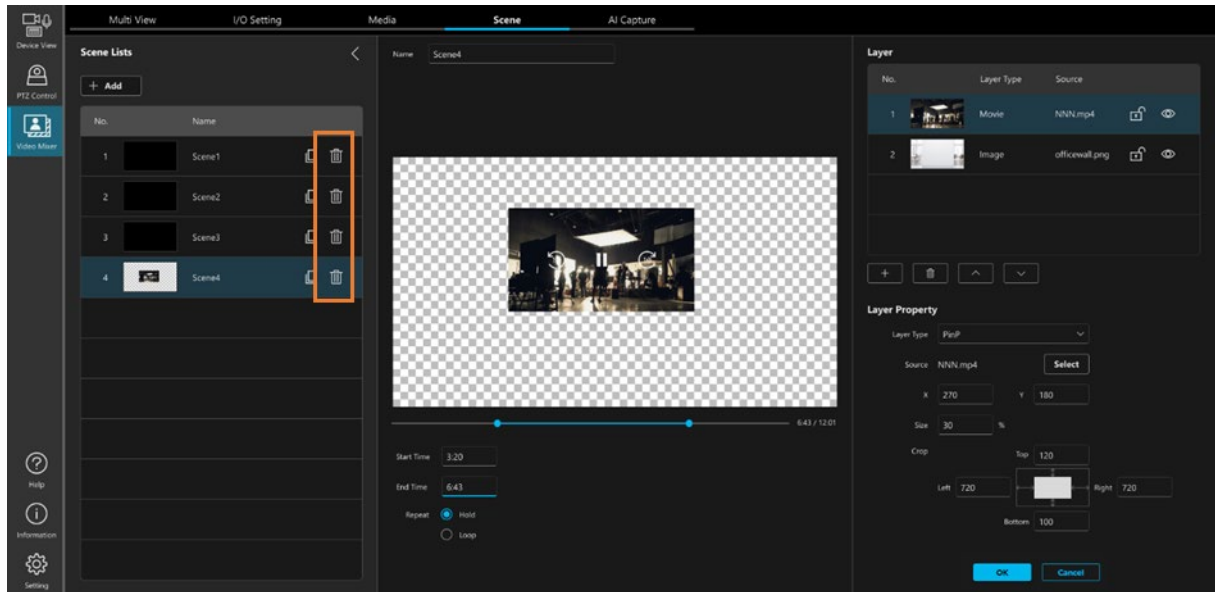 Multi View I/O Setting Media Scene AI Capture
Device View
PTZ Control
Video Mixer
Help
Information
Setting
Scene Lists
+ Add
No. Name
1 Scene1
2 Scene2
3 Scene3
4 Scene4
Name Scene4
6:43 / 12:01
Start Time 3:20
End Time 6:43
Repeat Hold
Loop
Layer
No. Layer Type Source
1 Movie NNN.mp4
2 Image officewall.png
Layer Property
Layer Type PinP
Source NNN.mp4 Select
X 270 Y 180
Size 30 %
Crop Top 120
Left 720 Right 720
Bottom 100
OK Cancel